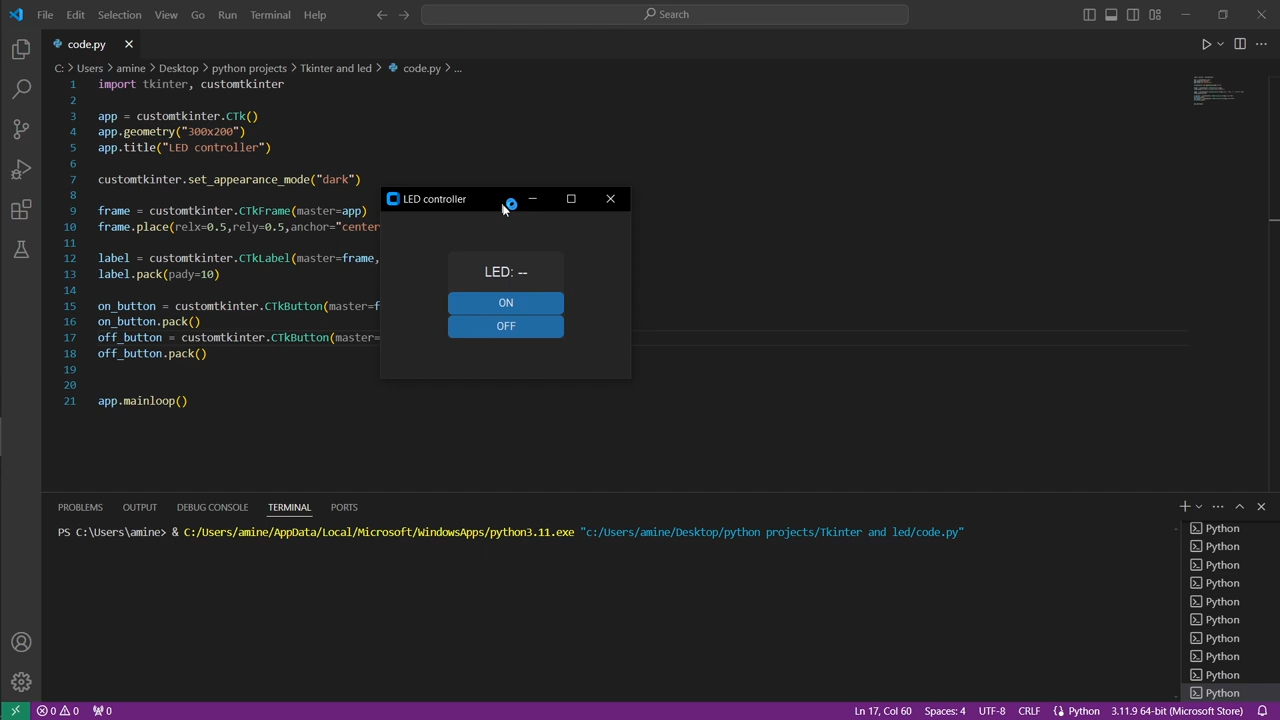 File Edit Selection View Go Run Terminal Help
Search
code.py
C: > Users > amine > Desktop > python projects > Tkinter and led > code.py > ...
1 import tkinter, customtkinter
2
3 app = customtkinter.CTk()
4 app.geometry("300x200")
5 app.title("LED controller")
6
7 customtkinter.set_appearance_mode("dark")
8
9 frame = customtkinter.CTkFrame(master=app)
10 frame.place(relx=0.5,rely=0.5,anchor="center
11
12 label = customtkinter.CTkLabel(master=frame,
13 label.pack(pady=10)
14
15 on_button = customtkinter.CTkButton(master=f
16 on_button.pack()
17 off_button = customtkinter.CTkButton(master=
18 off_button.pack()
19
20
21 app.mainloop()
LED controller
LED: --
ON
OFF
PROBLEMS OUTPUT DEBUG CONSOLE TERMINAL PORTS
PS C:\Users\amine> & C:/Users/amine/AppData/Local/Microsoft/WindowsApps/python3.11.exe "c:/Users/amine/Desktop/python projects/Tkinter and led/code.py"
Python
Python
Python
Python
Python
Python
Python
Python
Python
Python
0 0 0 Ln 17, Col 60 Spaces: 4 UTF-8 CRLF Python 3.11.9 64-bit (Microsoft Store)